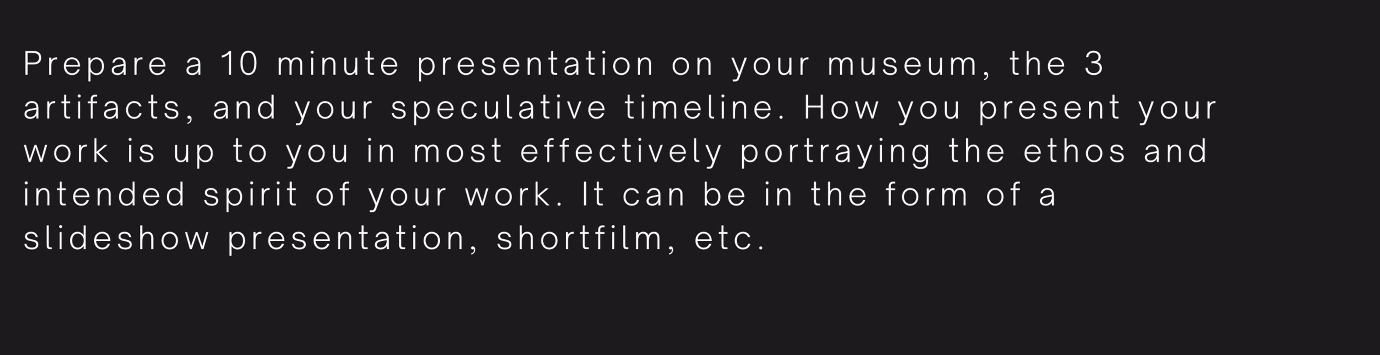 Prepare a 10 minute presentation on your museum, the 3
artifacts, and your speculative timeline. How you present your
work is up to you in most effectively portraying the ethos and
intended spirit of your work. It can be in the form of a
slideshow presentation, shortfilm, etc.